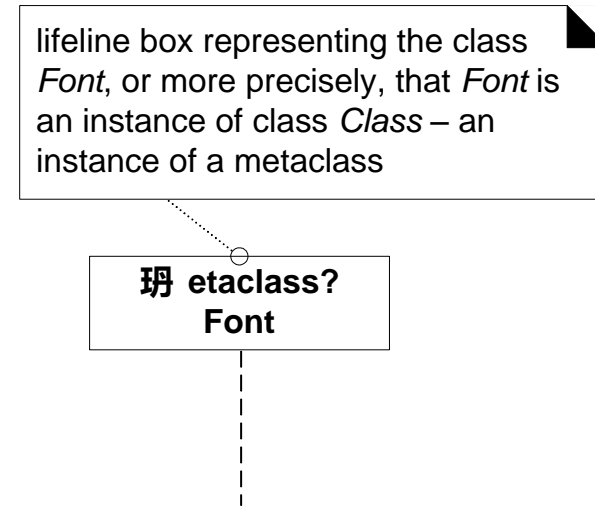 lifeline box representing the class
Font, or more precisely, that Font is
an instance of class Class – an
instance of a metaclass
玬 etaclass?
Font